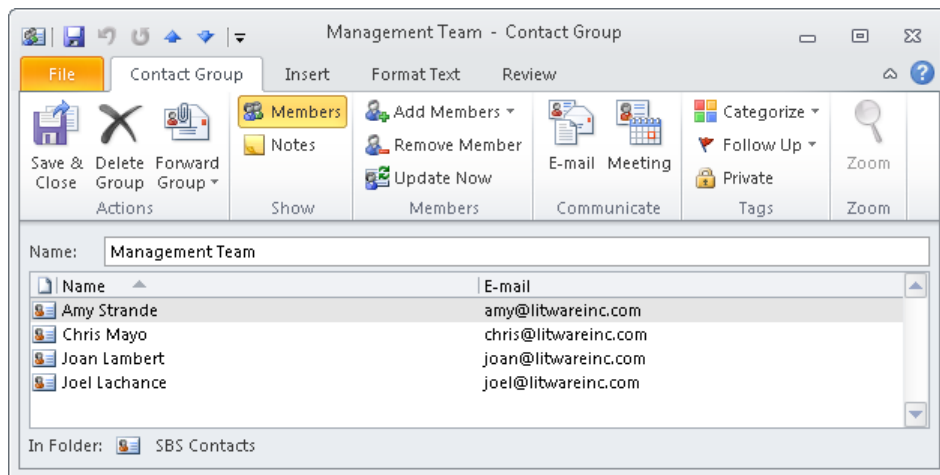 Management Team - Contact Group
File Contact Group Insert Format Text Review
Save & Close
Delete Group
Forward Group
Actions
Members
Notes
Show
Add Members
Remove Member
Update Now
Members
E-mail
Meeting
Communicate
Categorize
Follow Up
Private
Tags
Zoom
Zoom
Name: Management Team
Name E-mail
Amy Strande amy@litwareinc.com
Chris Mayo chris@litwareinc.com
Joan Lambert joan@litwareinc.com
Joel Lachance joel@litwareinc.com
In Folder: SBS Contacts